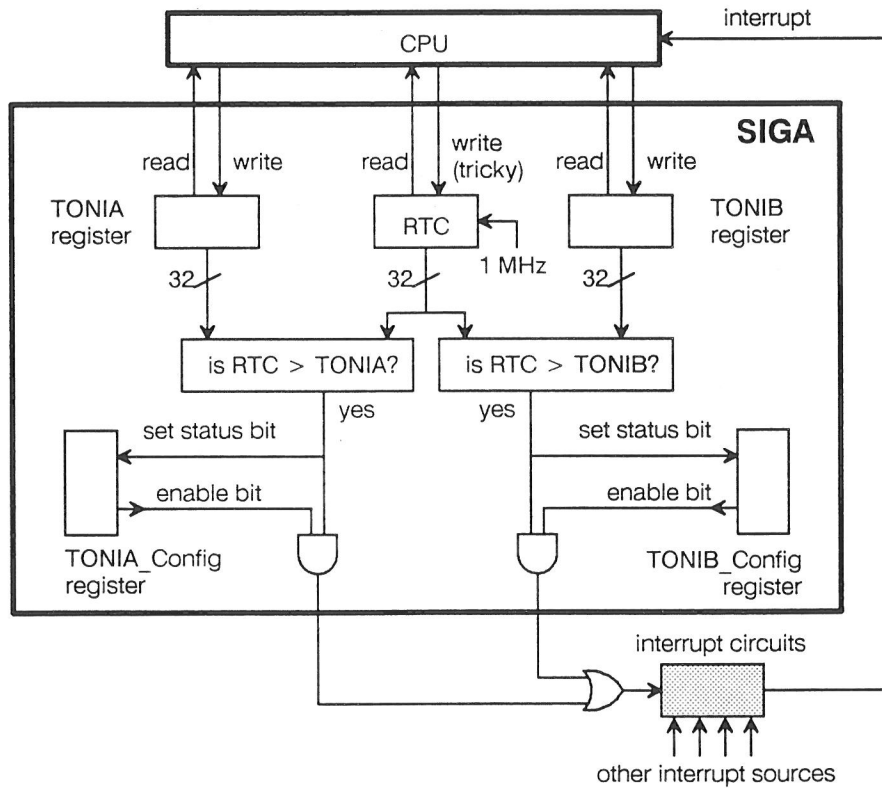 interrupt
CPU
SIGA
read
write
read
write
(tricky)
read
write
TONIA
register
RTC
TONIB
register
1 MHz
32
32
32
is RTC > TONIA?
is RTC > TONIB?
yes
yes
set status bit
set status bit
enable bit
enable bit
TONIA_Config
register
TONIB_Config
register
interrupt circuits
other interrupt sources